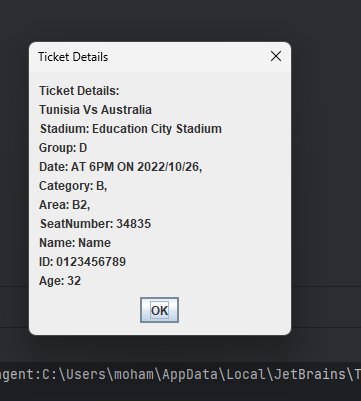 Ticket Details
Ticket Details:
Tunisia Vs Australia
Stadium: Education City Stadium
Group: D
Date: AT 6PM ON 2022/10/26,
Category: B,
Area: B2,
SeatNumber: 34835
Name: Name
ID: 0123456789
Age: 32
OK
agent:C:\Users\moham\AppData\Local\JetBrains\T